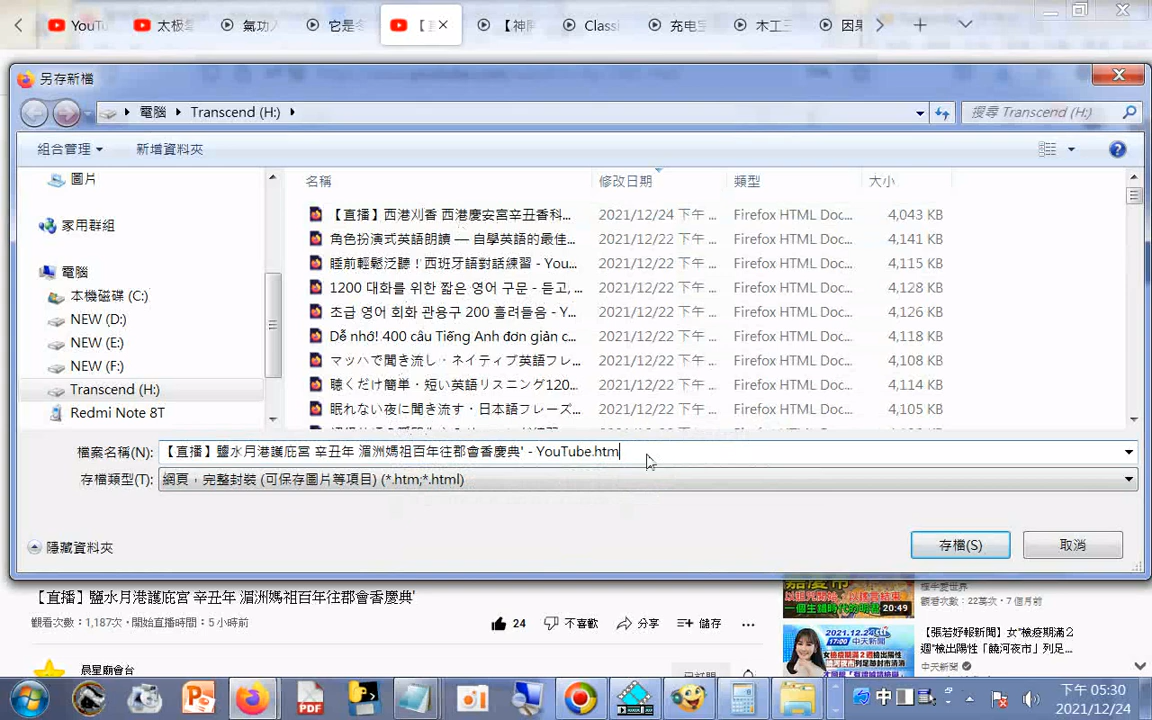 YouTu
太極
氣功
它是
【
【神
Classi
充电
木工
因果
另存新檔
電腦 Transcend (H:)
搜尋 Transcend (H:)
組合管理 新增資料夾
圖片
家用群組
電腦
本機磁碟 (C:)
NEW (D:)
NEW (E:)
NEW (F:)
Transcend (H:)
Redmi Note 8T
名稱 修改日期 類型 大小
【直播】西港刈香 西港慶安宮辛丑香科... 2021/12/24 下午 ... Firefox HTML Doc... 4,043 KB
角色扮演式英語朗讀 — 自學英語的最佳... 2021/12/22 下午 ... Firefox HTML Doc... 4,141 KB
睡前輕鬆泛聽！西班牙語對話練習 - You... 2021/12/22 下午 ... Firefox HTML Doc... 4,115 KB
1200 대화를 위한 짧은 영어 구문 - 듣고, ... 2021/12/22 下午 ... Firefox HTML Doc... 4,128 KB
초급 영어 회화 관용구 200 흘려들음 - Y... 2021/12/22 下午 ... Firefox HTML Doc... 4,126 KB
Dễ nhớ! 400 câu Tiếng Anh đơn giản c... 2021/12/22 下午 ... Firefox HTML Doc... 4,118 KB
マッハで聞き流し・ネイティブ英語フレ... 2021/12/22 下午 ... Firefox HTML Doc... 4,108 KB
聴くだけ簡単・短い英語リスニング120... 2021/12/22 下午 ... Firefox HTML Doc... 4,114 KB
眠れない夜に聞き流す・日本語フレーズ... 2021/12/22 下午 ... Firefox HTML Doc... 4,105 KB
檔案名稱(N): 【直播】鹽水月港護庇宮 辛丑年 湄洲媽祖百年往郡會香慶典' - YouTube.htm
存檔類型(T): 網頁，完整封裝 (可保存圖片等項目) (*.htm;*.html)
隱藏資料夾
存檔(S) 取消
【直播】鹽水月港護庇宮 辛丑年 湄洲媽祖百年往郡會香慶典'
觀看次數：1,187次・開始直播時間：5 小時前
24 不喜歡 分享 儲存
晨星廟會台
20:49
觀看次數：22萬次・7 個月前
【張若妤報新聞】女"檢疫期滿2
週"檢出陽性「饒河夜市」列足...
中天新聞
2021.12.24
17:00 中天新聞
中
下午 05:30
2021/12/24